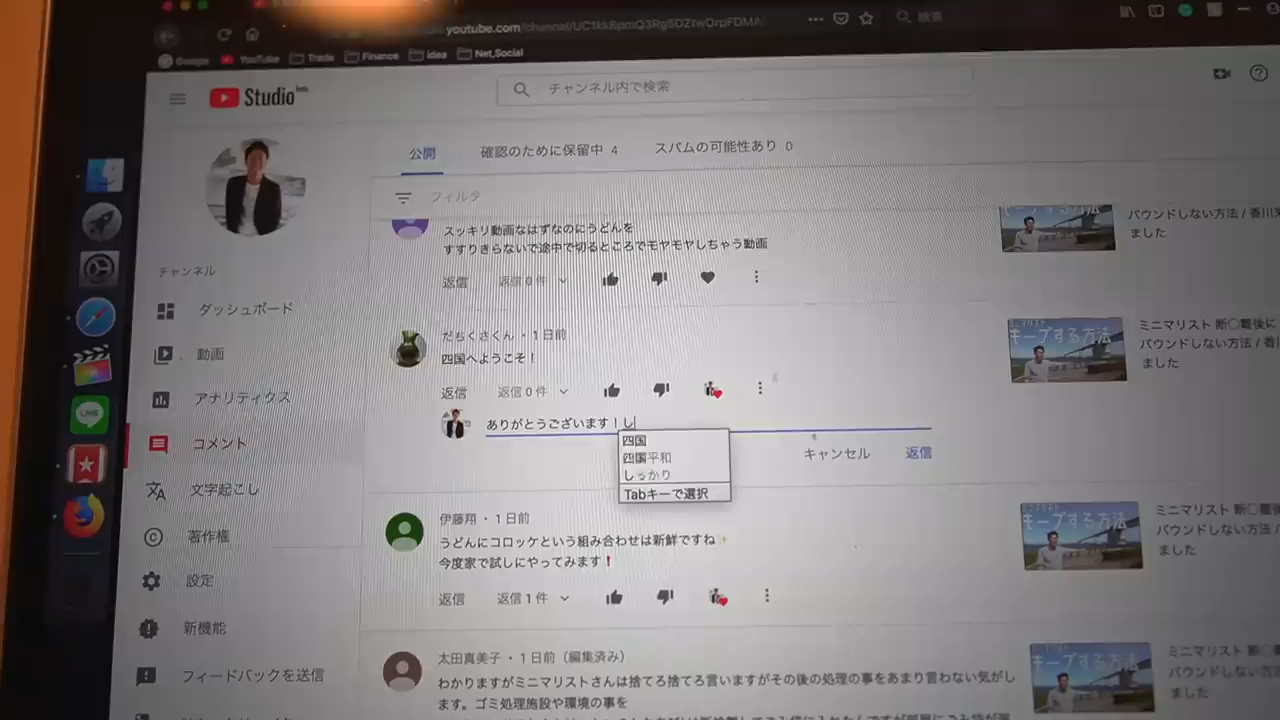 youtube.com/channel/
検索
Google
YouTube
Trade
Finance
Idea
Net,Social
Studio beta
チャンネル内で検索
公開
確認のために保留中 4
スパムの可能性あり 0
フィルタ
チャンネル
ダッシュボード
動画
アナリティクス
コメント
文字起こし
著作権
設定
新機能
フィードバックを送信
スッキリ動画なはずなのにうどんを
すすりきらないで途中で切るところでモヤモヤしちゃう動画
返信 返信 0 件
バウンドしない方法 / 香川
ました
だちくさくん・1 日前
四国へようこそ！
返信 返信 0 件
ありがとうございます！し
四国
四国平和
しっかり
Tabキーで選択
キャンセル 返信
ミニマリスト
キープする方法
ミニマリスト 断〇最後に
バウンドしない方法 / 香
ました
伊藤翔・1 日前
うどんにコロッケという組み合わせは新鮮ですね
今度家で試しにやってみます❗
返信 返信 1 件
キープする方法
ミニマリスト 断〇最
バウンドしない方法
ました
太田真美子・1 日前（編集済み）
わかりますがミニマリストさんは捨てろ捨てろ言いますがその後の処理の事をあまり言わない気がし
ます。ゴミ処理施設や環境の事を
キープする方法
ミニマリスト
バウンドしない
ました